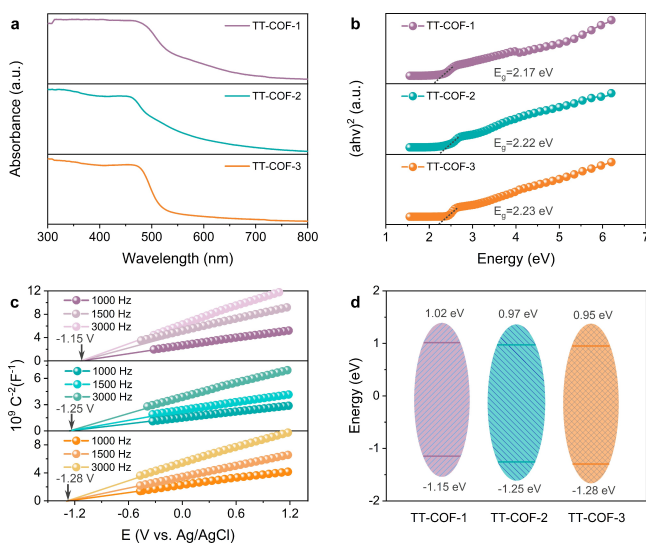 a
TT-COF-1
TT-COF-2
TT-COF-3
Absorbance (a.u.)
300 400 500 600 700 800
Wavelength (nm)
b
TT-COF-1
Eg=2.17 eV
TT-COF-2
Eg=2.22 eV
TT-COF-3
Eg=2.23 eV
(ahv)² (a.u.)
1 2 3 4 5 6 7
Energy (eV)
c
1000 Hz
1500 Hz
3000 Hz
-1.15 V
1000 Hz
1500 Hz
3000 Hz
-1.25 V
1000 Hz
1500 Hz
3000 Hz
-1.28 V
10⁹ C⁻²(F⁻¹)
10
5
0
6
3
0
8
4
0
-1.2 -0.6 0.0 0.6 1.2
E (V vs. Ag/AgCl)
d
Energy (eV)
2
1
0
-1
-2
1.02 eV 0.97 eV 0.95 eV
-1.15 eV -1.25 eV -1.28 eV
TT-COF-1 TT-COF-2 TT-COF-3